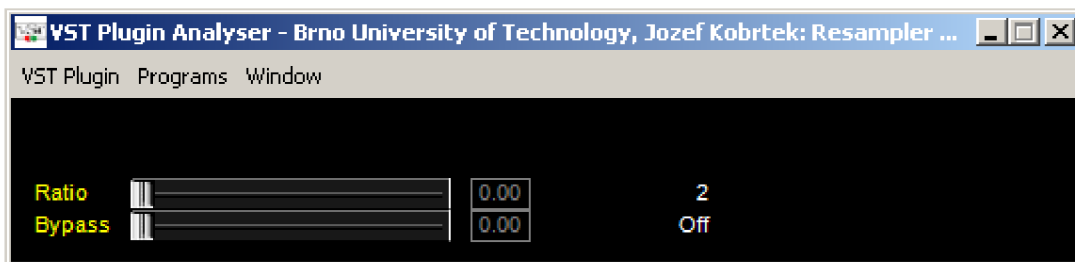 VST Plugin Analyser - Brno University of Technology, Jozef Kobrtek: Resampler ...
VST Plugin Programs Window
Ratio 0.00 2
Bypass 0.00 Off